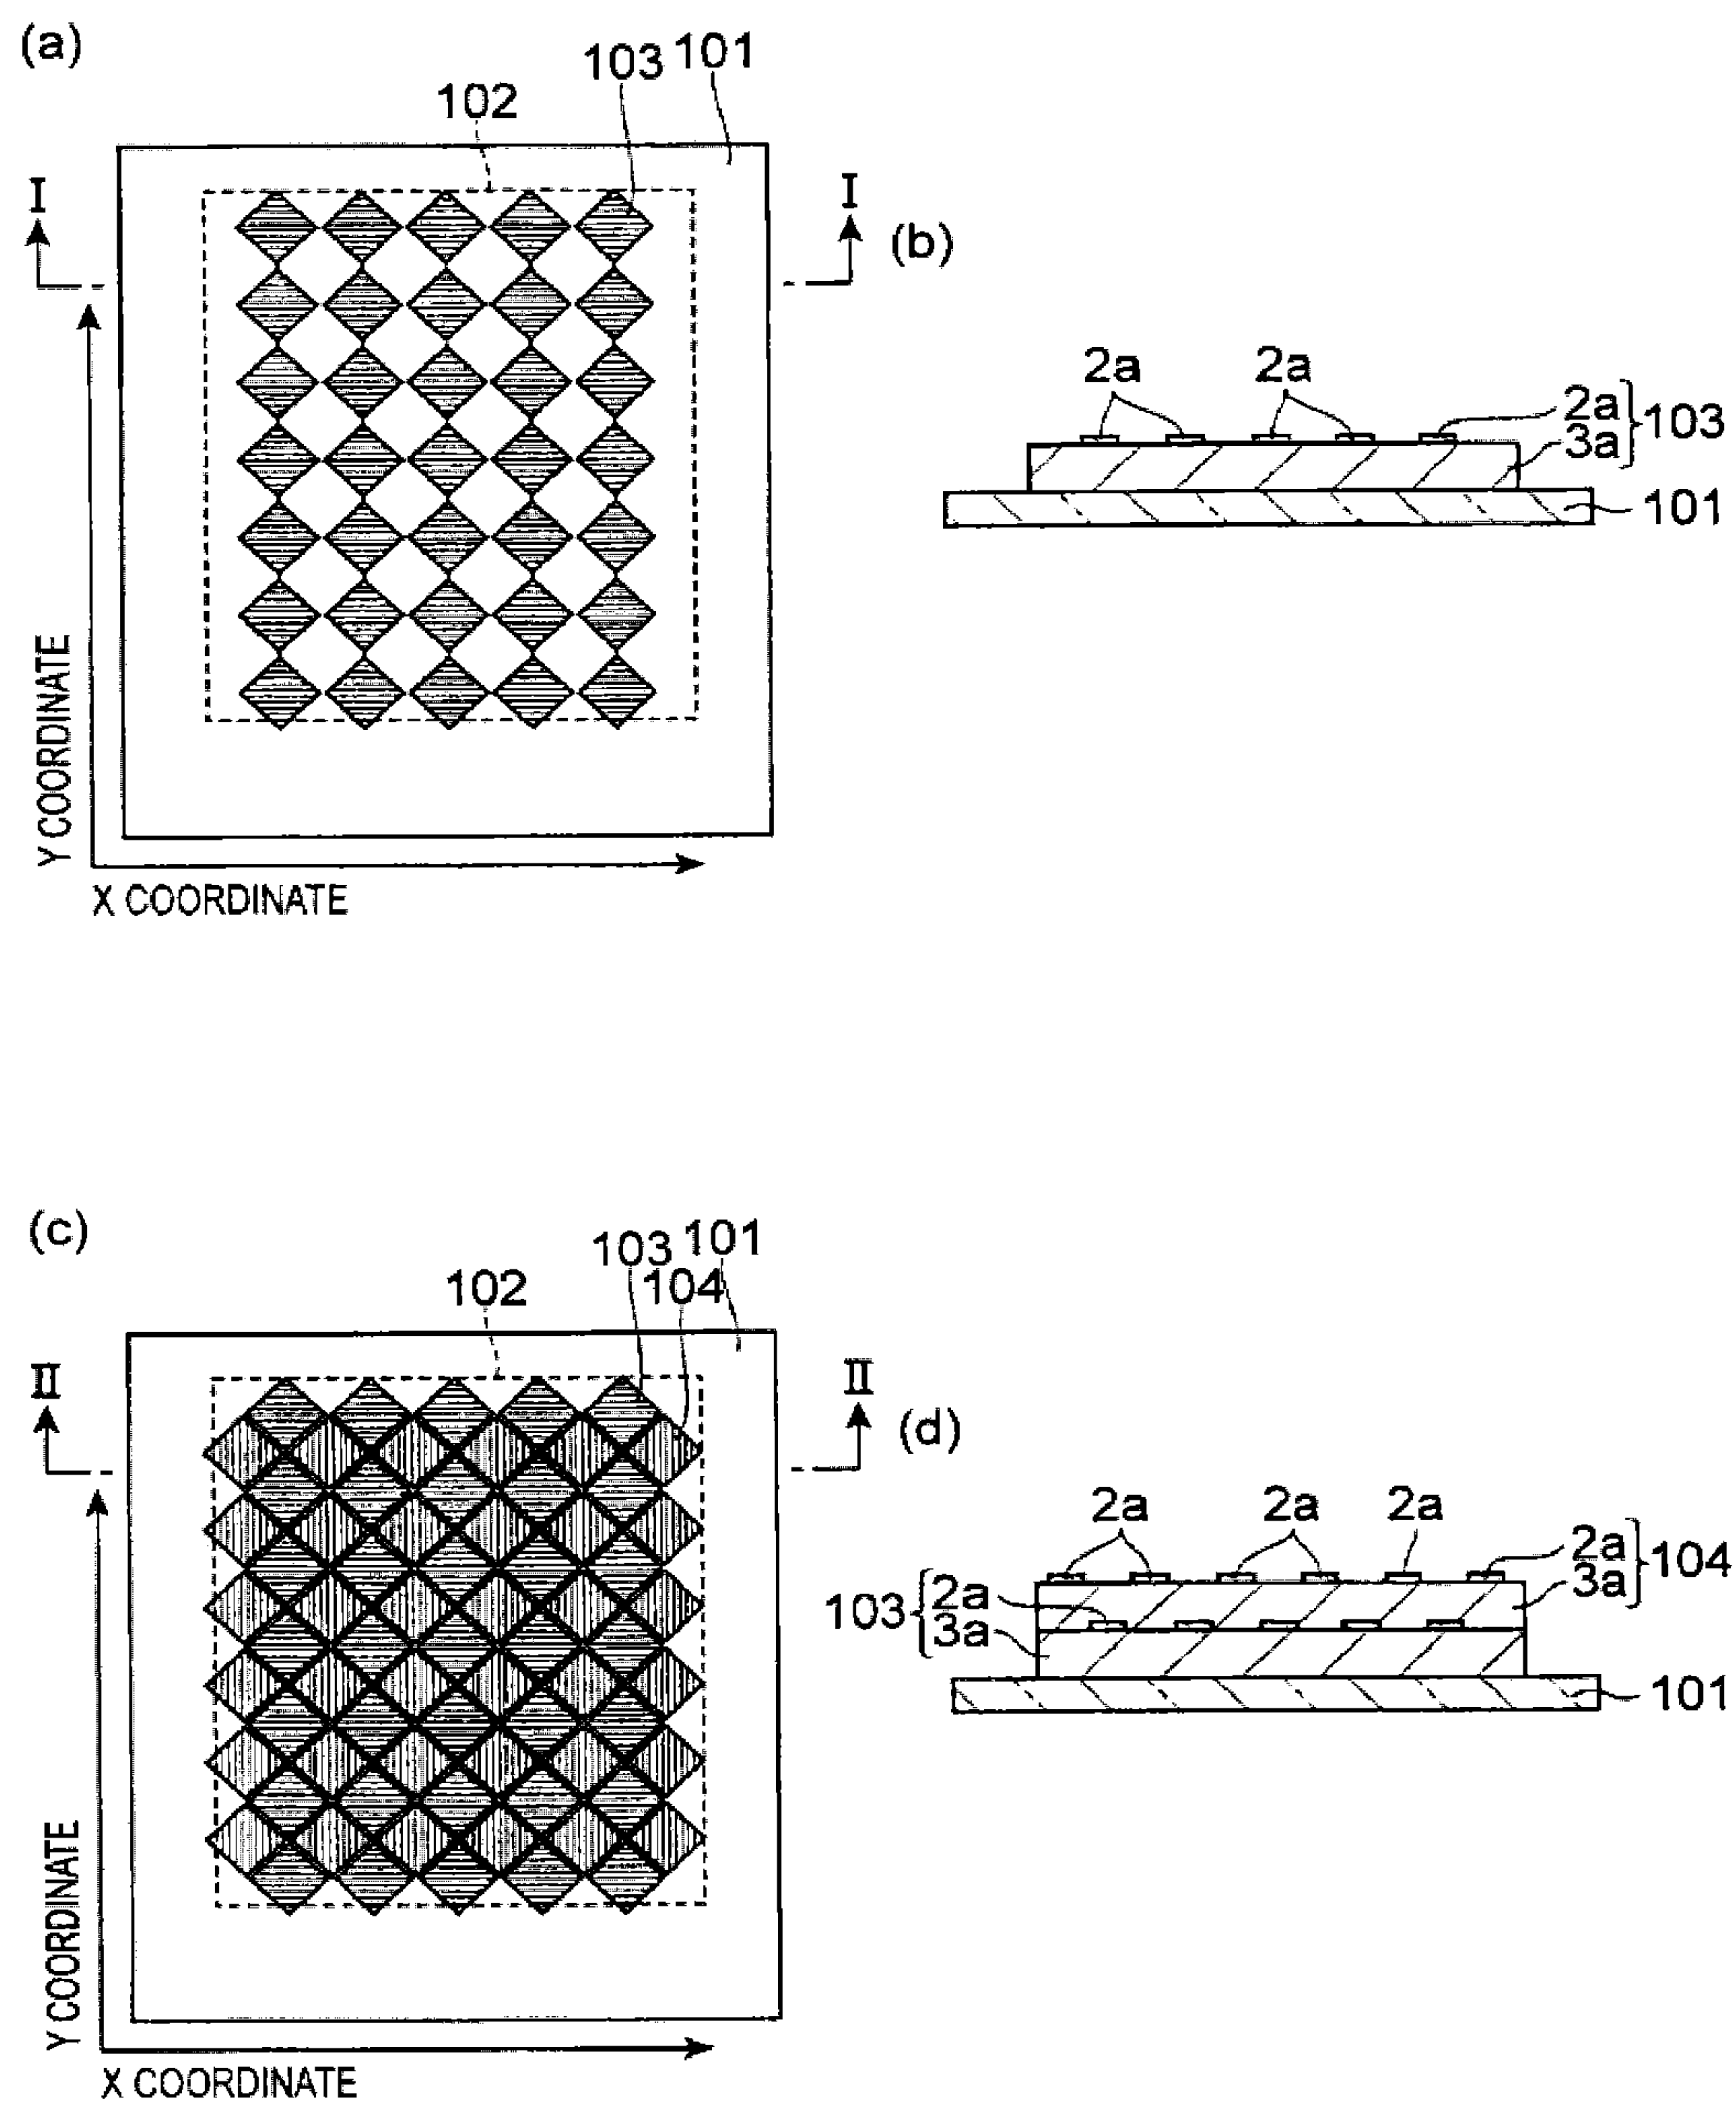 (a)
103 101
102
I I
(b)
2a 2a 2a
3a 103
101
Y COORDINATE
X COORDINATE
(c)
103 101
102 104
II II
(d)
2a 2a 2a 2a
3a 104
103 2a
3a
101
Y COORDINATE
X COORDINATE